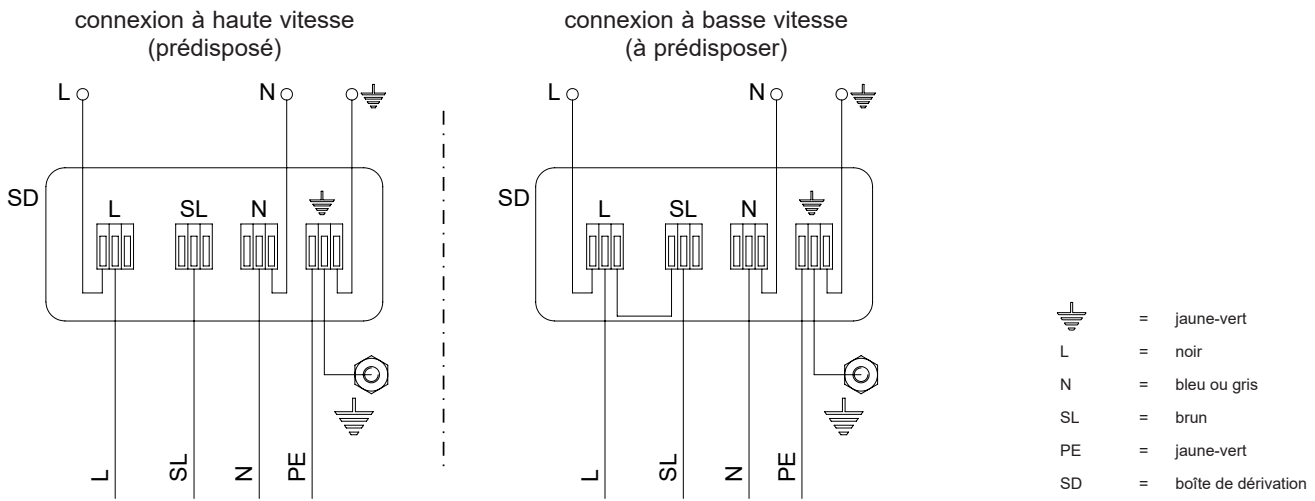 connexion à haute vitesse
(prédisposé)
L N
SD
L SL N
L SL N PE
connexion à basse vitesse
(à prédisposer)
L N
SD
L SL N
L SL N PE
= jaune-vert
L = noir
N = bleu ou gris
SL = brun
PE = jaune-vert
SD = boîte de dérivation